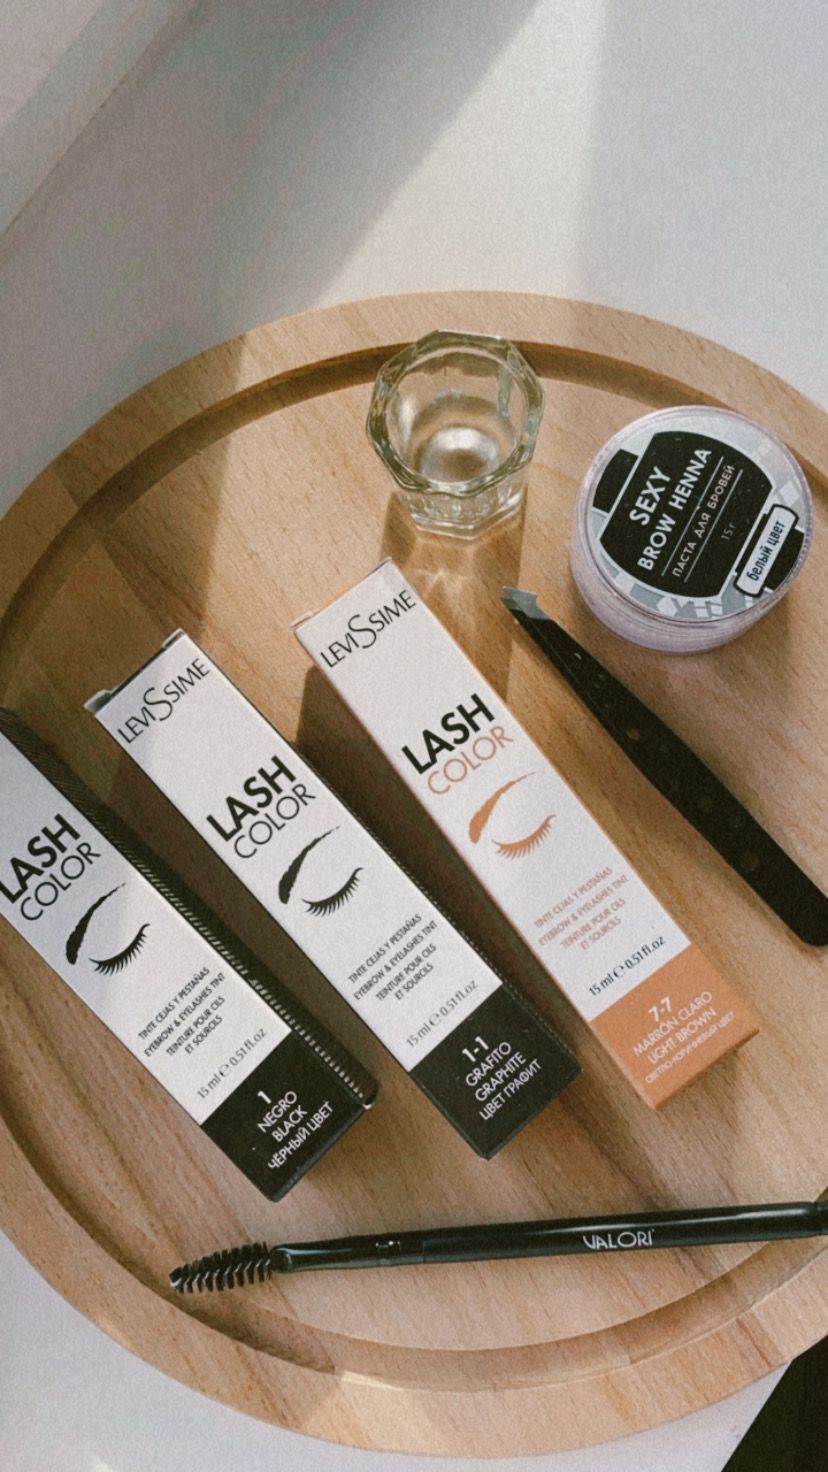 SEXY
BROW HENNA
ПАСТА ДЛЯ БРОВЕЙ
15 г
белый цвет
LEVISSIME
LASH
COLOR
TINTE CEJAS Y PESTAÑAS
EYEBROW & EYELASHES TINT
TEINTURE POUR CILS
ET SOURCILS
15 ml ℮ 0.51 fl.oz
7·7
MARRÓN CLARO
LIGHT BROWN
СВЕТЛО-КОРИЧНЕВЫЙ ЦВЕТ
LEVISSIME
LASH
COLOR
TINTE CEJAS Y PESTAÑAS
EYEBROW & EYELASHES TINT
TEINTURE POUR CILS
ET SOURCILS
15 ml ℮ 0.51 fl.oz
1·1
GRAFITO
GRAPHITE
ЦВЕТ ГРАФИТ
LASH
COLOR
TINTE CEJAS Y PESTAÑAS
EYEBROW & EYELASHES TINT
TEINTURE POUR CILS
ET SOURCILS
15 ml ℮ 0.51 fl.oz
1
NEGRO
BLACK
ЧЁРНЫЙ ЦВЕТ
VALORI